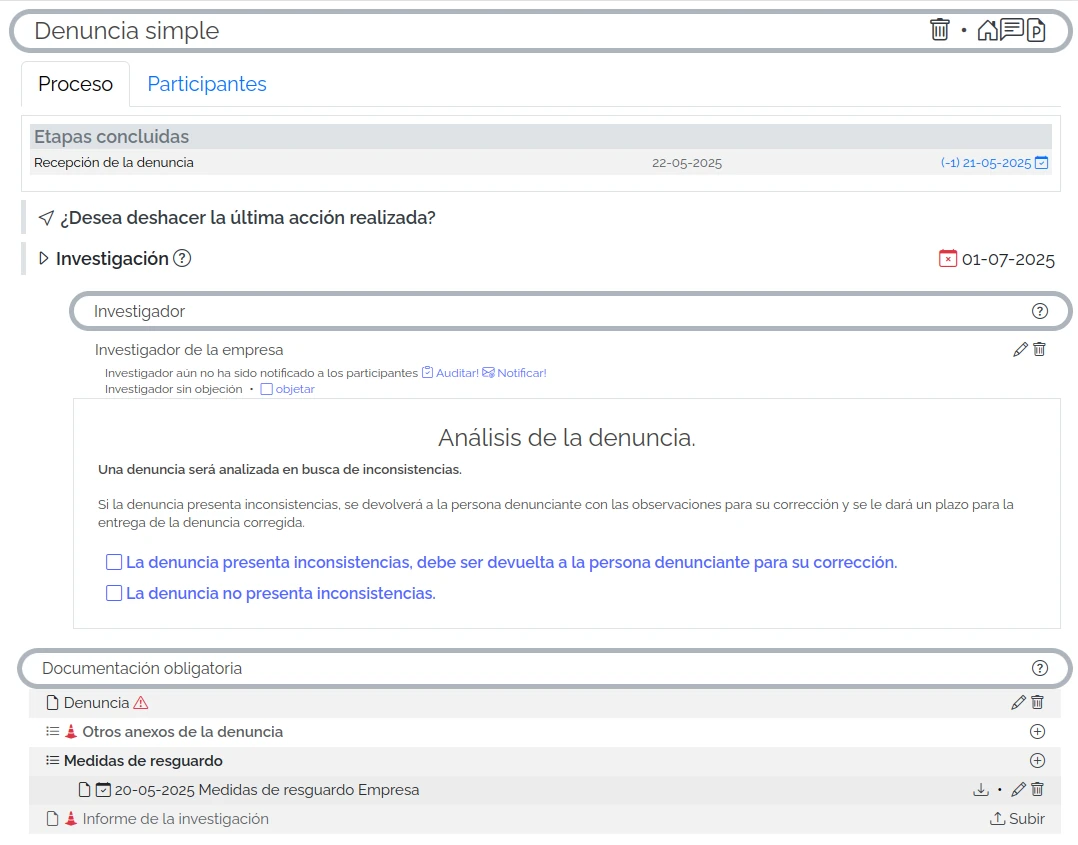 Denuncia simple
Proceso
Participantes
Etapas concluidas
Recepción de la denuncia 22-05-2025 (-1) 21-05-2025
¿Desea deshacer la última acción realizada?
Investigación 01-07-2025
Investigador
Investigador de la empresa
Investigador aún no ha sido notificado a los participantes Auditar! Notificar!
Investigador sin objeción • objetar
Análisis de la denuncia.
Una denuncia será analizada en busca de inconsistencias.
Si la denuncia presenta inconsistencias, se devolverá a la persona denunciante con las observaciones para su corrección y se le dará un plazo para la
entrega de la denuncia corregida.
La denuncia presenta inconsistencias, debe ser devuelta a la persona denunciante para su corrección.
La denuncia no presenta inconsistencias.
Documentación obligatoria
Denuncia
Otros anexos de la denuncia
Medidas de resguardo
20-05-2025 Medidas de resguardo Empresa
Informe de la investigación Subir